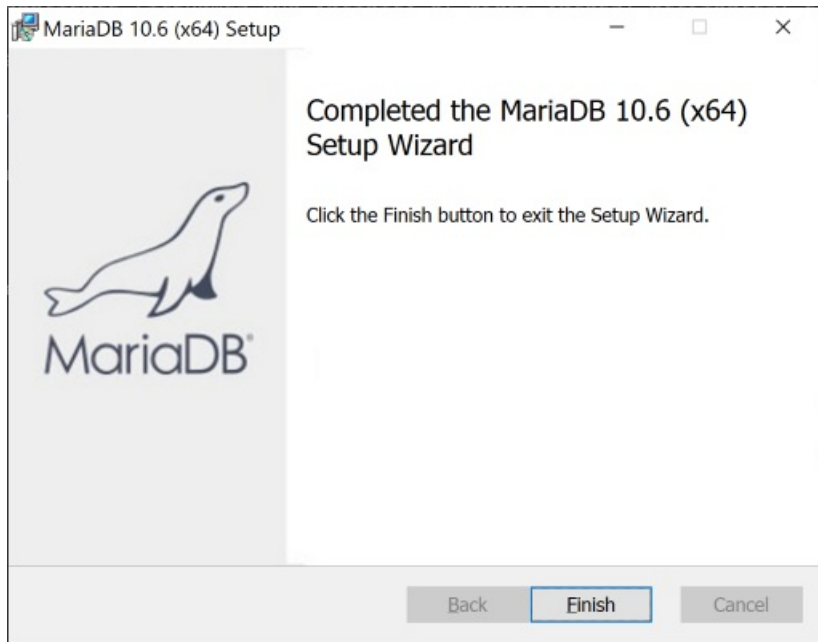 MariaDB 10.6 (x64) Setup
Completed the MariaDB 10.6 (x64)
Setup Wizard
Click the Finish button to exit the Setup Wizard.
MariaDB®
Back
Finish
Cancel